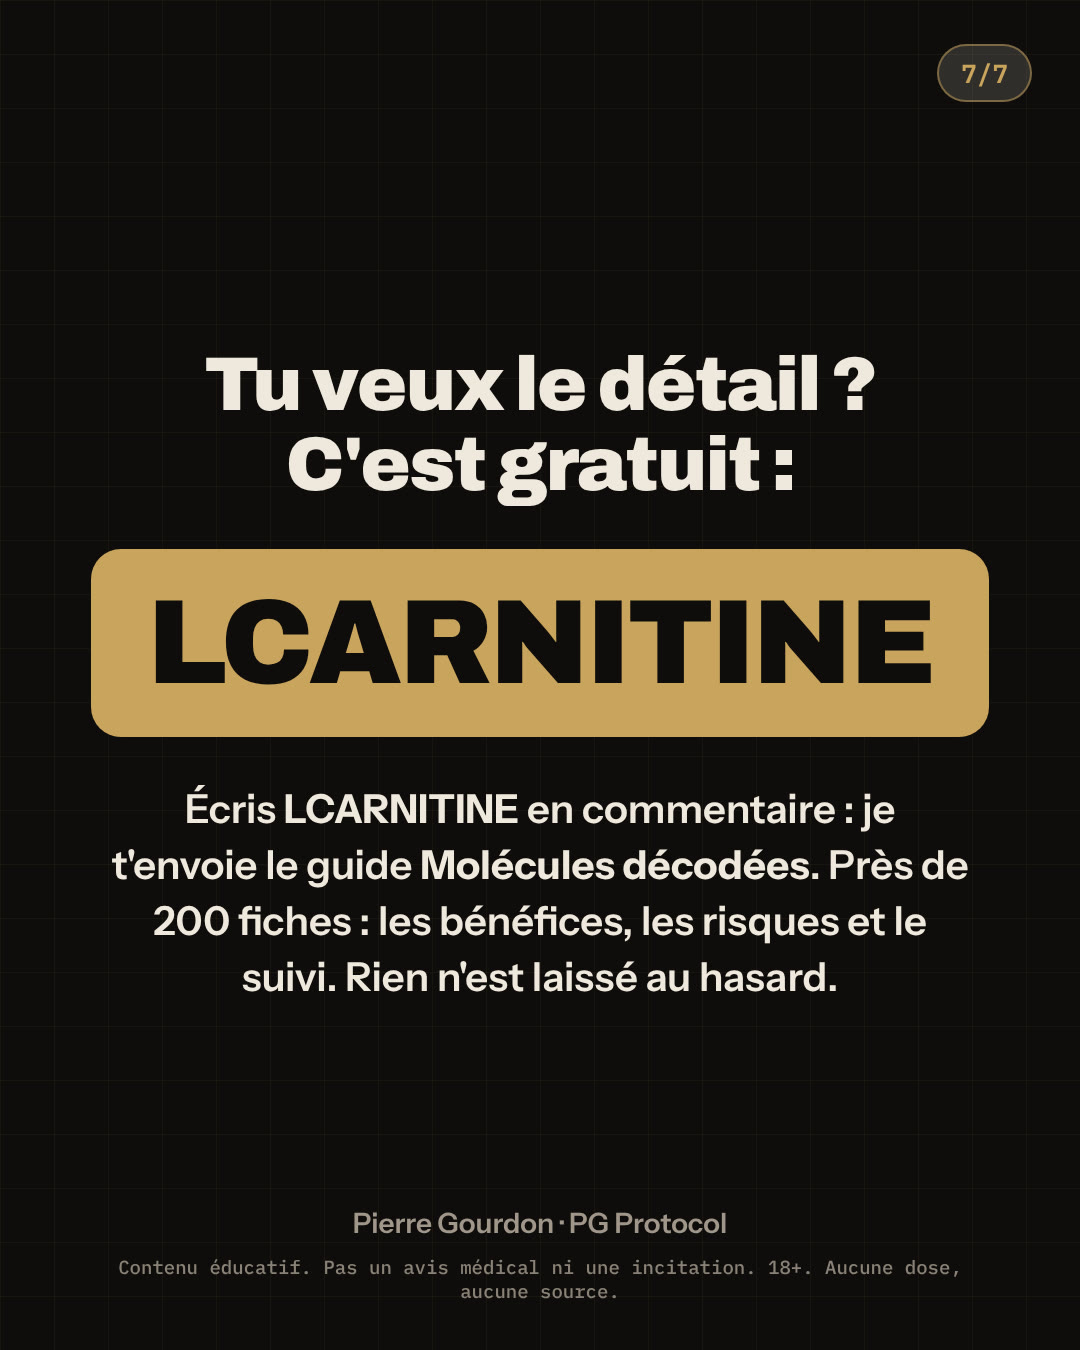 7/7
Tu veux le détail ?
C'est gratuit :
LCARNITINE
Écris LCARNITINE en commentaire : je
t'envoie le guide Molécules décodées. Près de
200 fiches : les bénéfices, les risques et le
suivi. Rien n'est laissé au hasard.
Pierre Gourdon · PG Protocol
Contenu éducatif. Pas un avis médical ni une incitation. 18+. Aucune dose,
aucune source.